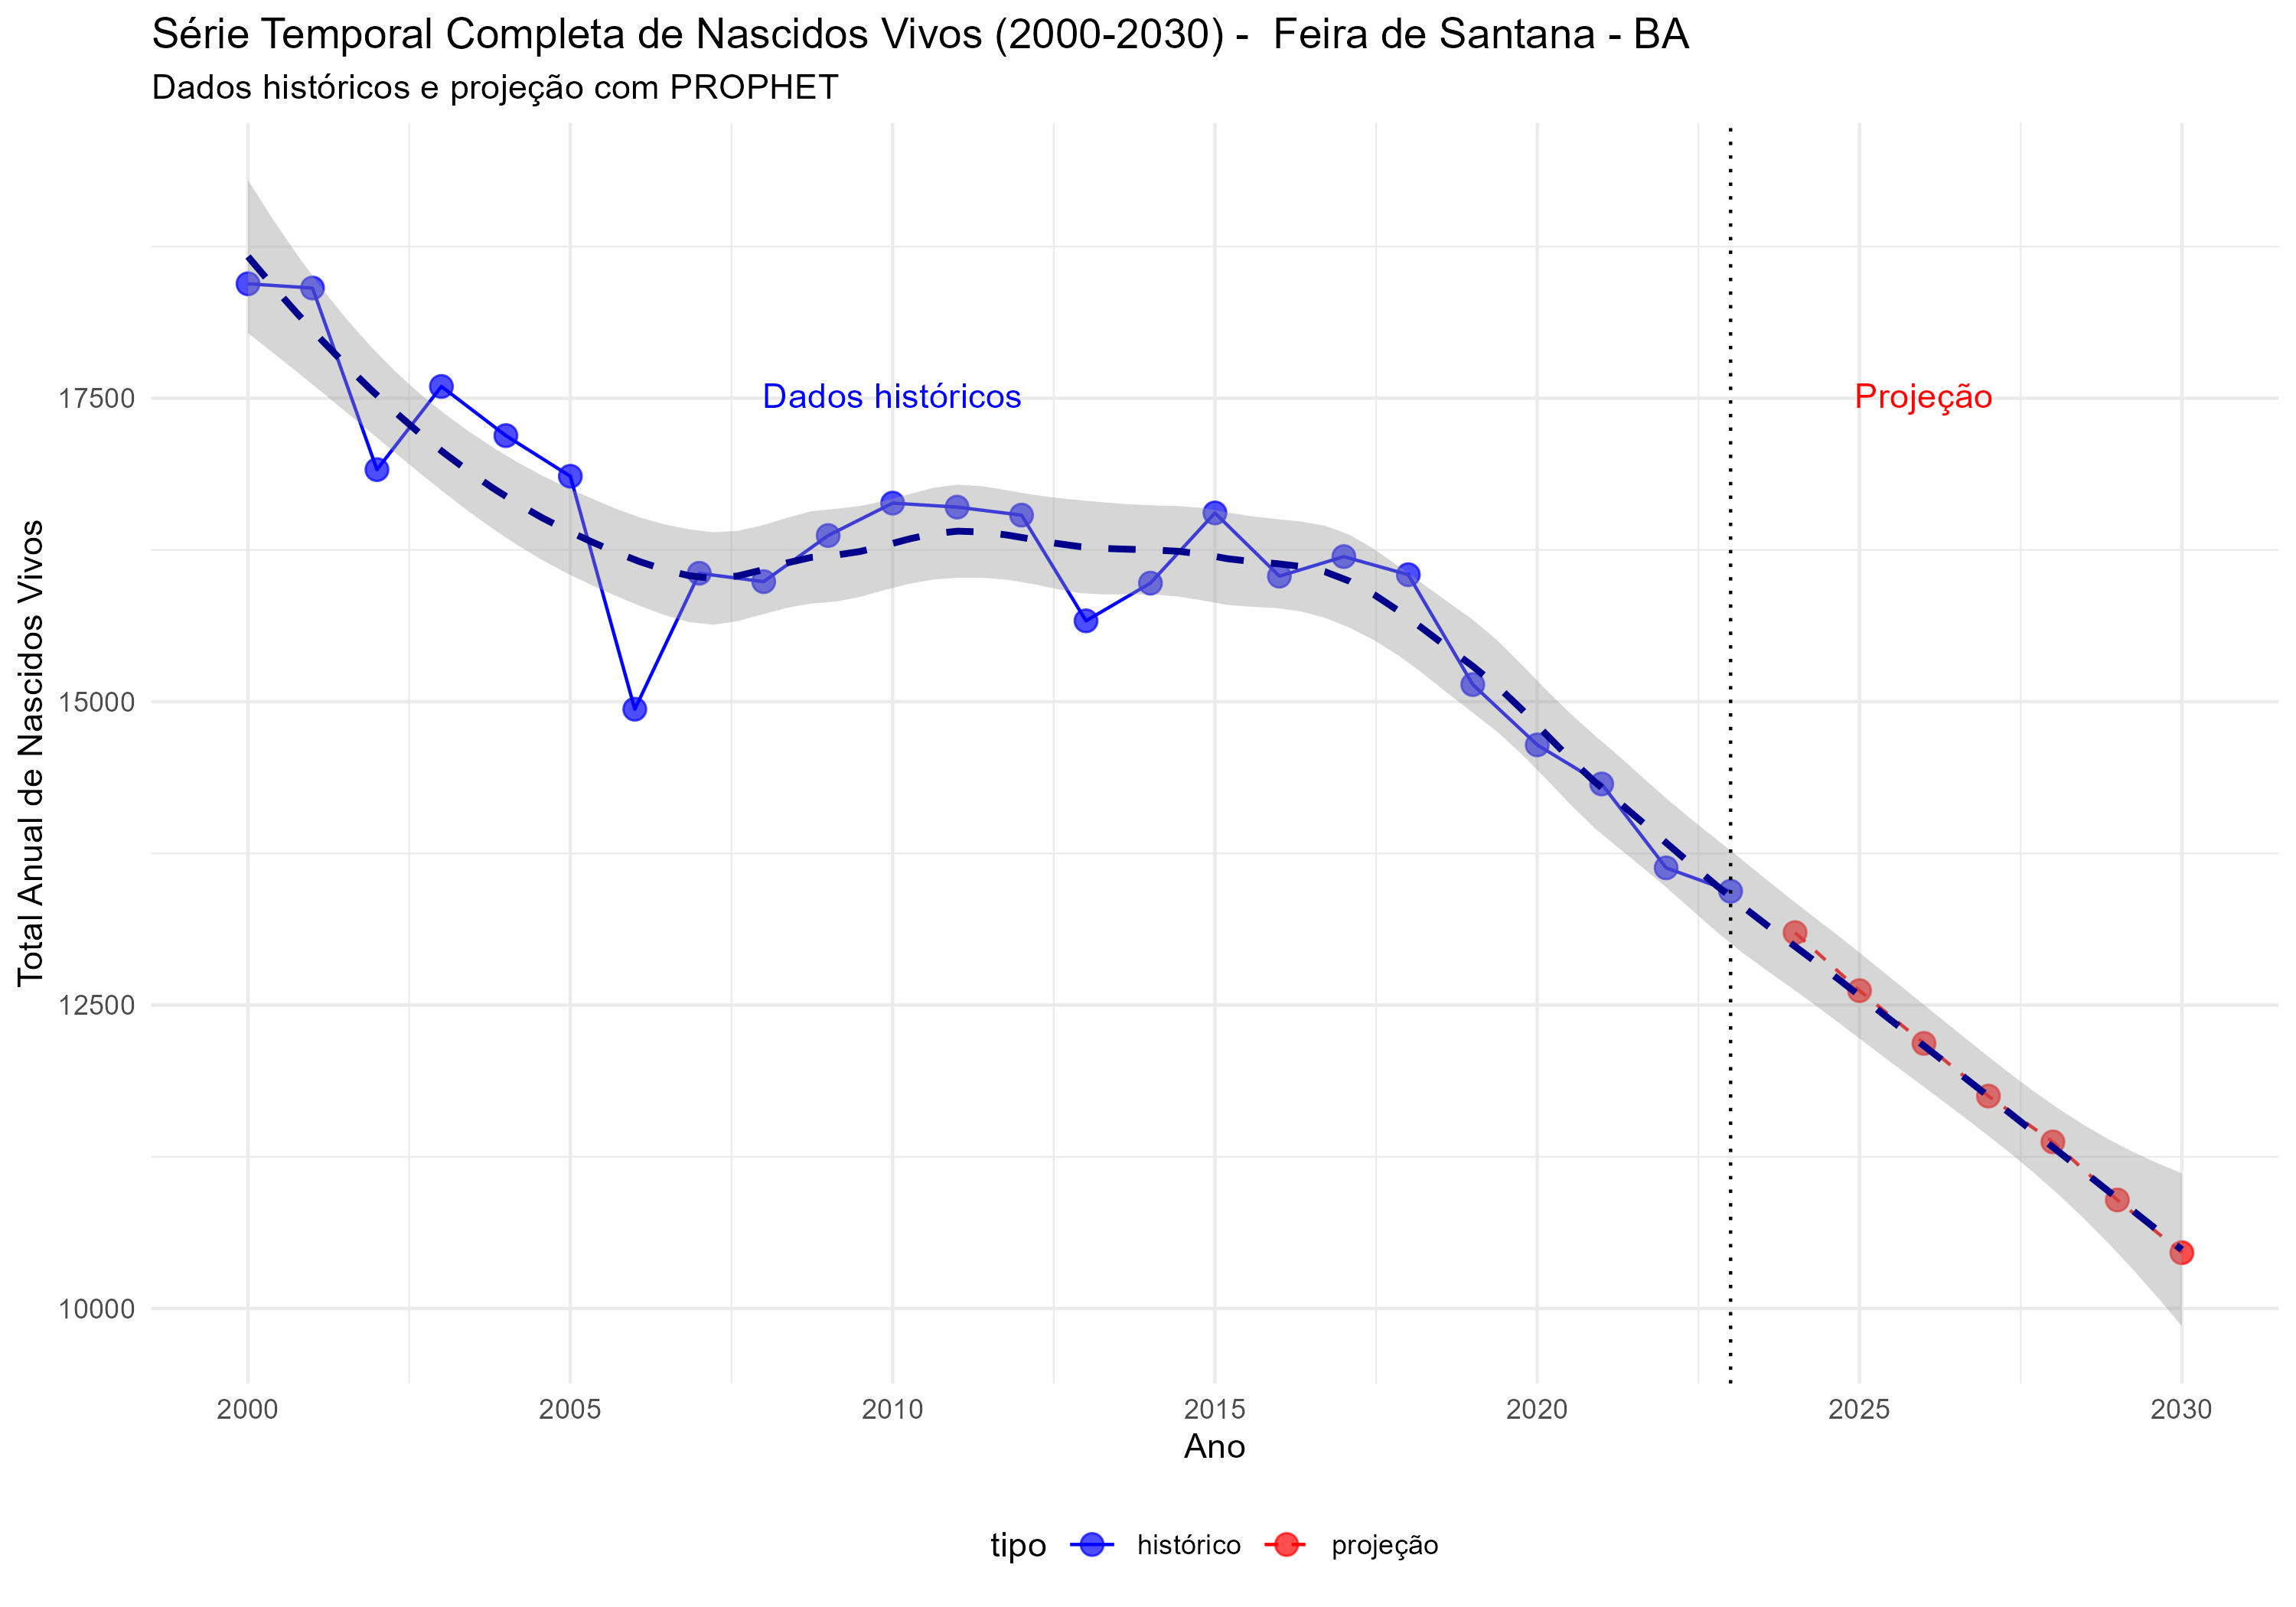 Série Temporal Completa de Nascidos Vivos (2000-2030) -  Feira de Santana - BA
Dados históricos e projeção com PROPHET
Total Anual de Nascidos Vivos
17500
15000
12500
10000
Dados históricos
Projeção
2000
2005
2010
2015
2020
2025
2030
Ano
tipo
histórico
projeção